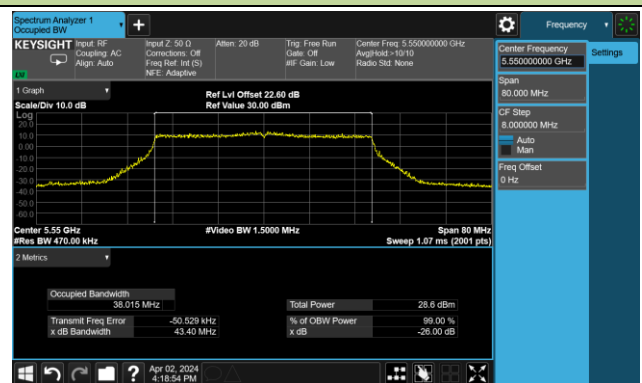 Spectrum Analyzer 1
Occupied BW
+
Frequency
KEYSIGHT
Input: RF
Coupling: AC
Align: Auto
Input Z: 50 Ω
Corrections: Off
Freq Ref: Int (S)
NFE: Adaptive
Atten: 20 dB
Trig: Free Run
Gate: Off
#IF Gain: Low
Center Freq: 5.550000000 GHz
Avg|Hold:>10/10
Radio Std: None
LXI
Center Frequency
5.550000000 GHz
Settings
Span
80.000 MHz
CF Step
8.000000 MHz
Auto
Man
Freq Offset
0 Hz
1 Graph
Scale/Div 10.0 dB
Ref Lvl Offset 22.60 dB
Ref Value 30.00 dBm
Log
20.0
10.0
0.00
-10.0
-20.0
-30.0
-40.0
-50.0
-60.0
Center 5.55 GHz
#Video BW 1.5000 MHz
Span 80 MHz
#Res BW 470.00 kHz
Sweep 1.07 ms (2001 pts)
2 Metrics
Occupied Bandwidth
38.015 MHz
Total Power 28.6 dBm
Transmit Freq Error -50.529 kHz
% of OBW Power 99.00 %
x dB Bandwidth 43.40 MHz
x dB -26.00 dB
?
Apr 02, 2024
4:18:54 PM